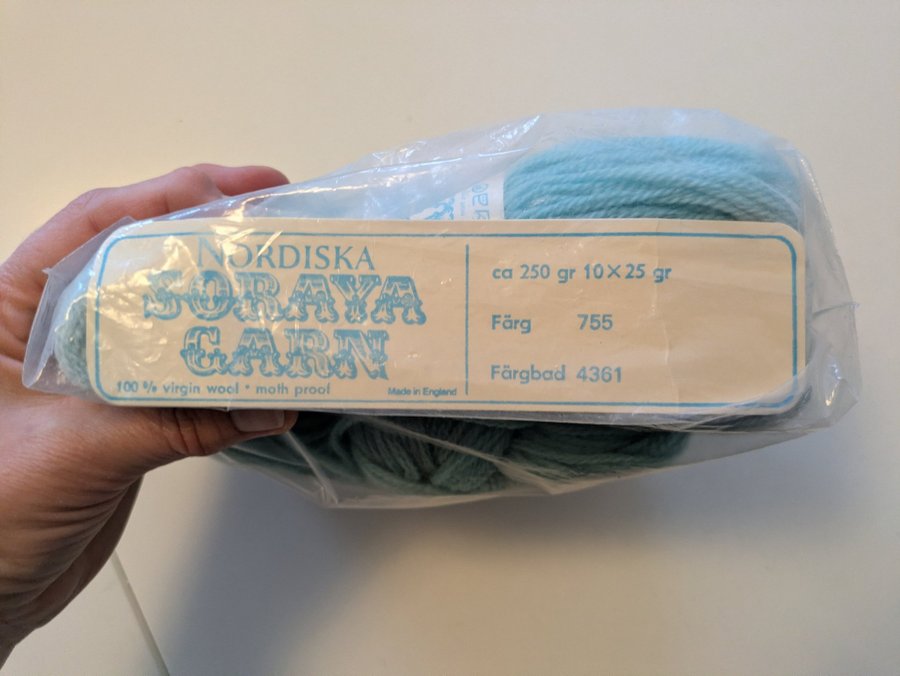 NORDISKA
SORAYA
GARN
100 % virgin wool • moth proof
Made in England
ca 250 gr 10×25 gr
Färg 755
Färgbad 4361